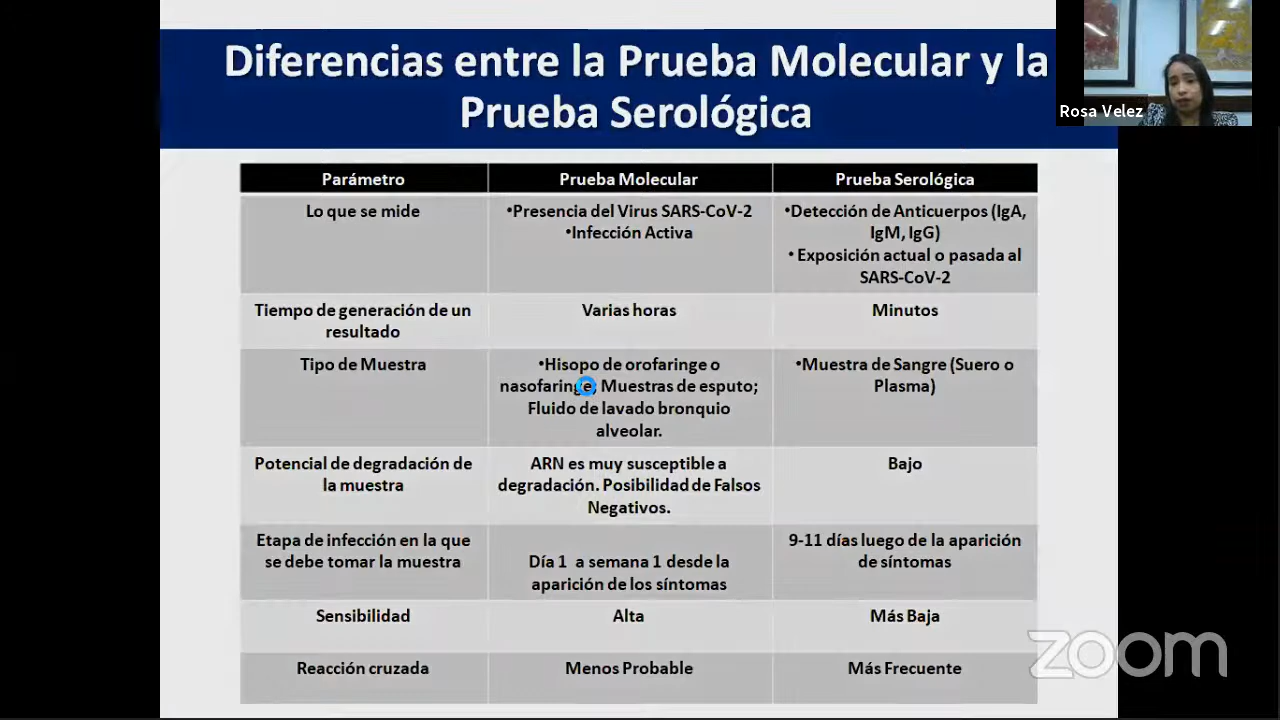 Diferencias entre la Prueba Molecular y la
Prueba Serológica
Rosa Velez
Parámetro
Prueba Molecular
Prueba Serológica
Lo que se mide
•Presencia del Virus SARS-CoV-2
•Infección Activa
•Detección de Anticuerpos (IgA,
IgM, IgG)
• Exposición actual o pasada al
SARS-CoV-2
Tiempo de generación de un
resultado
Varias horas
Minutos
Tipo de Muestra
•Hisopo de orofaringe o
nasofaringe; Muestras de esputo;
Fluido de lavado bronquio
alveolar.
•Muestra de Sangre (Suero o
Plasma)
Potencial de degradación de
la muestra
ARN es muy susceptible a
degradación. Posibilidad de Falsos
Negativos.
Bajo
Etapa de infección en la que
se debe tomar la muestra
Día 1 a semana 1 desde la
aparición de los síntomas
9-11 días luego de la aparición
de síntomas
Sensibilidad
Alta
Más Baja
Reacción cruzada
Menos Probable
Más Frecuente
zoom